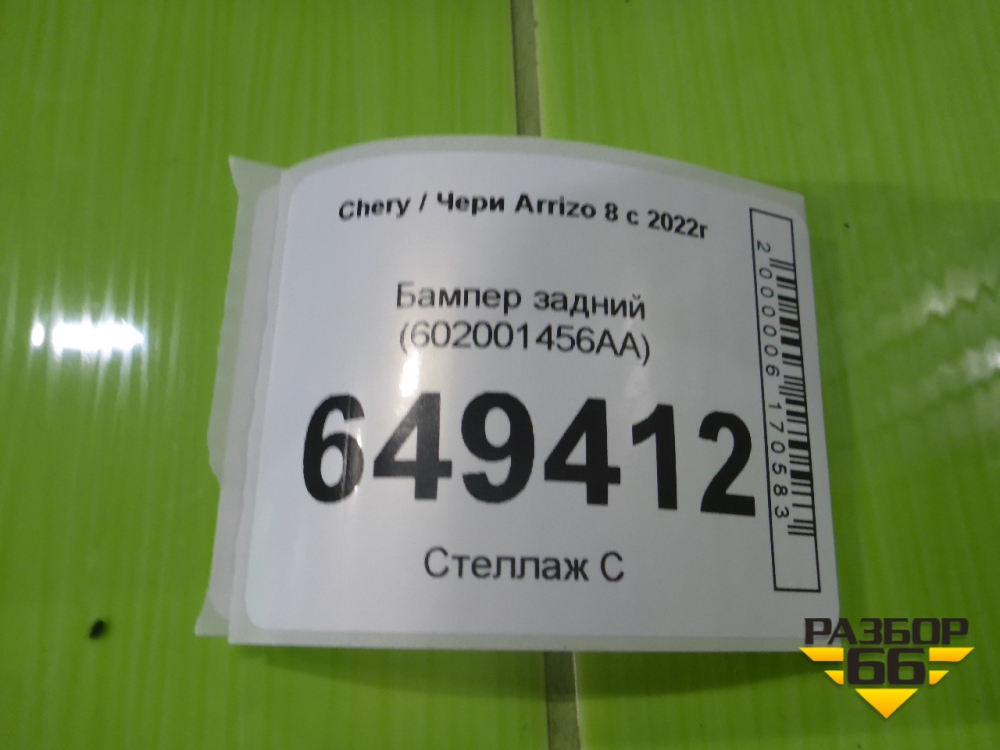 Chery / Чери Arrizo 8 с 2022г
Бампер задний
(602001456AA)
649412
Стеллаж С
2000006170583
РАЗБОР
66